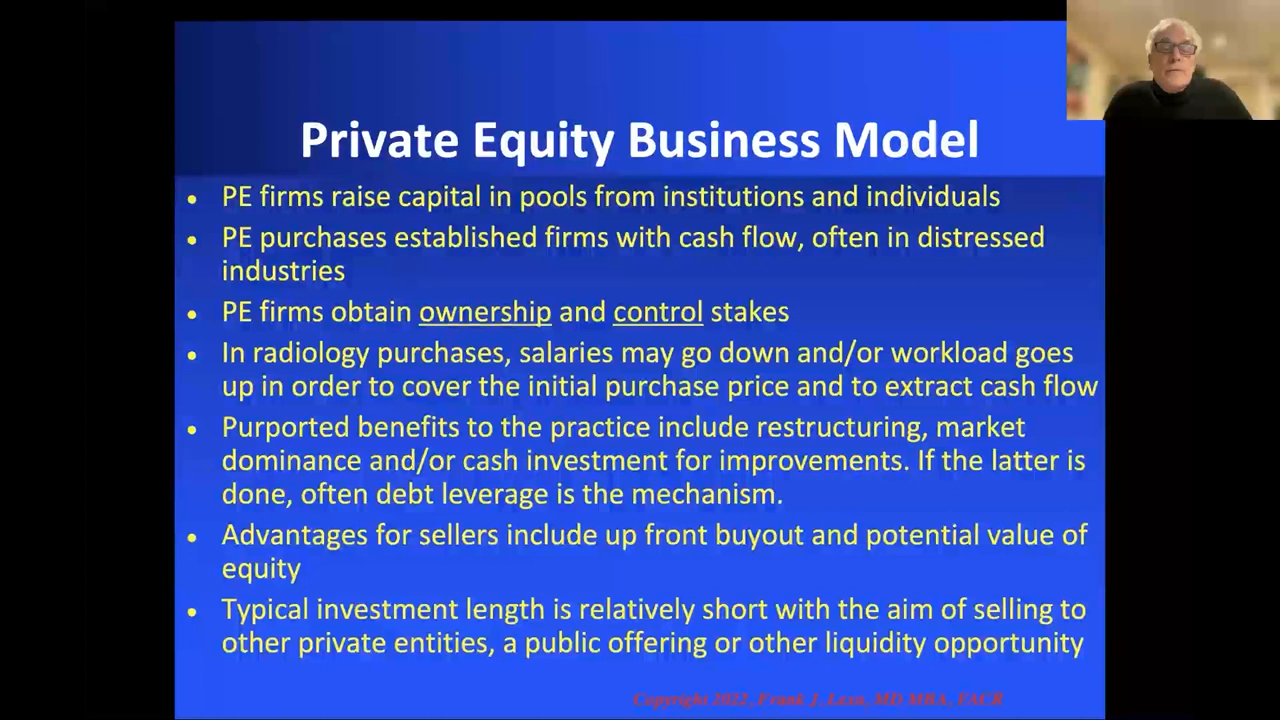 Private Equity Business Model
• PE firms raise capital in pools from institutions and individuals
• PE purchases established firms with cash flow, often in distressed
industries
• PE firms obtain ownership and control stakes
• In radiology purchases, salaries may go down and/or workload goes
up in order to cover the initial purchase price and to extract cash flow
• Purported benefits to the practice include restructuring, market
dominance and/or cash investment for improvements. If the latter is
done, often debt leverage is the mechanism.
• Advantages for sellers include up front buyout and potential value of
equity
• Typical investment length is relatively short with the aim of selling to
other private entities, a public offering or other liquidity opportunity
Copyright 2022, Frank J. Lexa, MD MBA, FACR